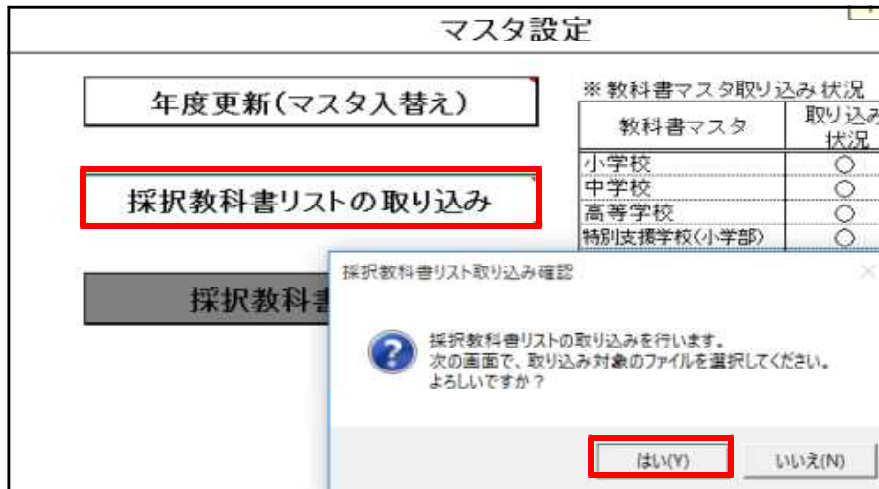 マスタ設定
年度更新(マスタ入替え)
※教科書マスタ取り込み状況
教科書マスタ
取り込み
状況
小学校 ○
中学校 ○
高等学校 ○
特別支援学校(小学部) ○
採択教科書リストの取り込み
採択教科書
採択教科書リスト取り込み確認
採択教科書リストの取り込みを行います。
次の画面で、取り込み対象のファイルを選択してください。
よろしいですか？
はい(Y)
いいえ(N)